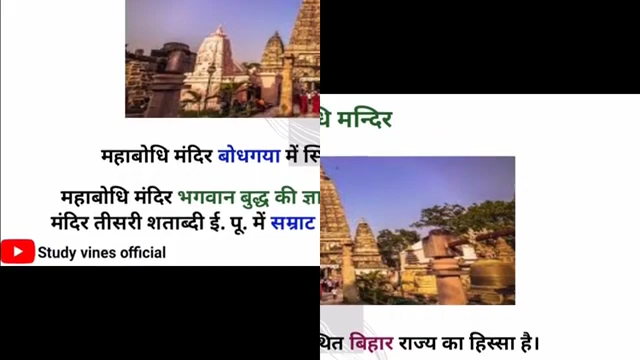 महाबोधि मंदिर बोधगया में
महाबोधि मंदिर भगवान बुद्ध की
मंदिर तीसरी शताब्दी ई. पू. में सम्राट
Study vines official
मन्दिर
बिहार राज्य का हिस्सा है।